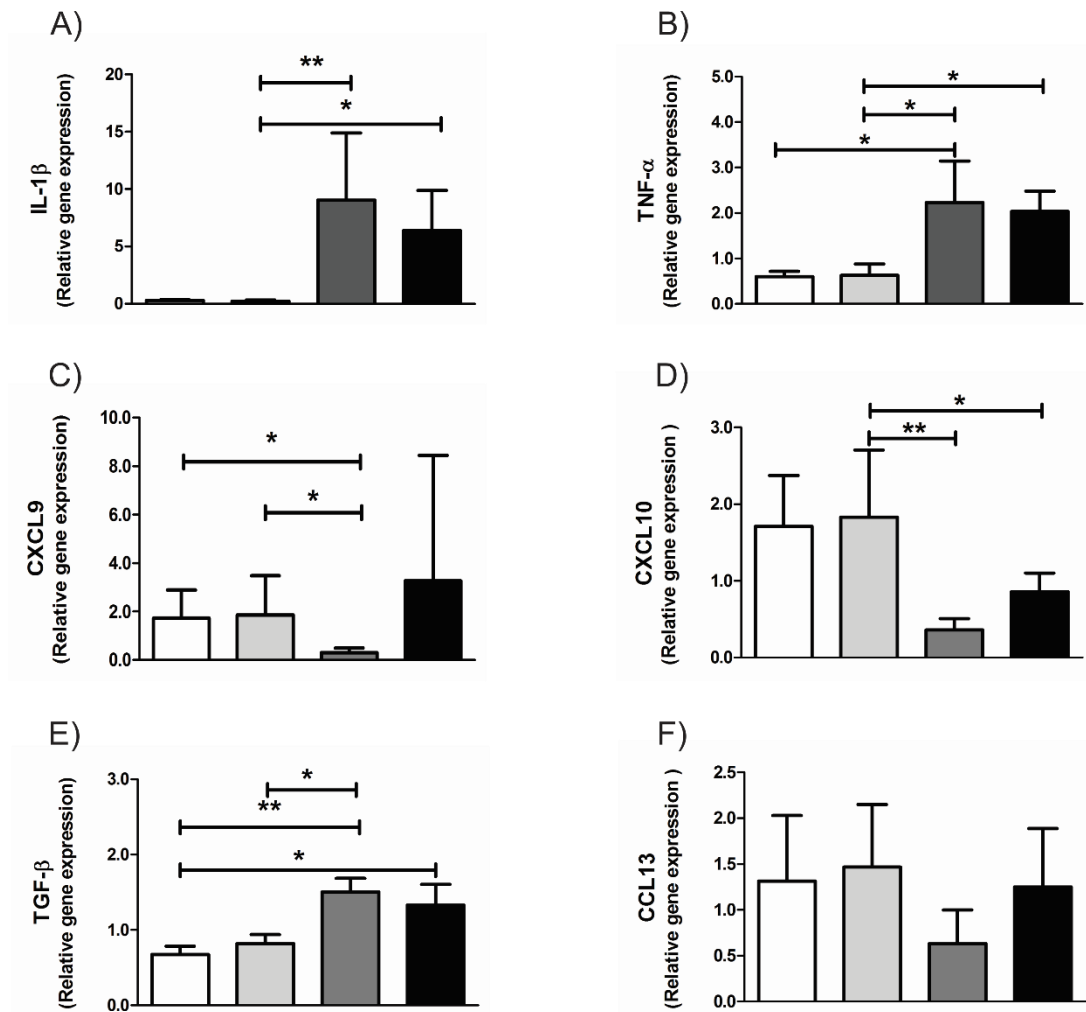 A)
IL-1β
(Relative gene expression)
20
15
10
5
0
**
*
B)
TNF-α
(Relative gene expression)
5.0
4.0
3.0
2.0
1.0
0.0
*
*
*
C)
CXCL9
(Relative gene expression)
10.0
8.0
6.0
4.0
2.0
0.0
*
*
D)
CXCL10
(Relative gene expression )
3.0
2.0
1.0
0.0
*
**
E)
TGF-β
(Relative gene expression)
3.0
2.0
1.0
0.0
*
**
*
F)
CCL13
(Relative gene expression )
2.5
2.0
1.5
1.0
0.5
0.0